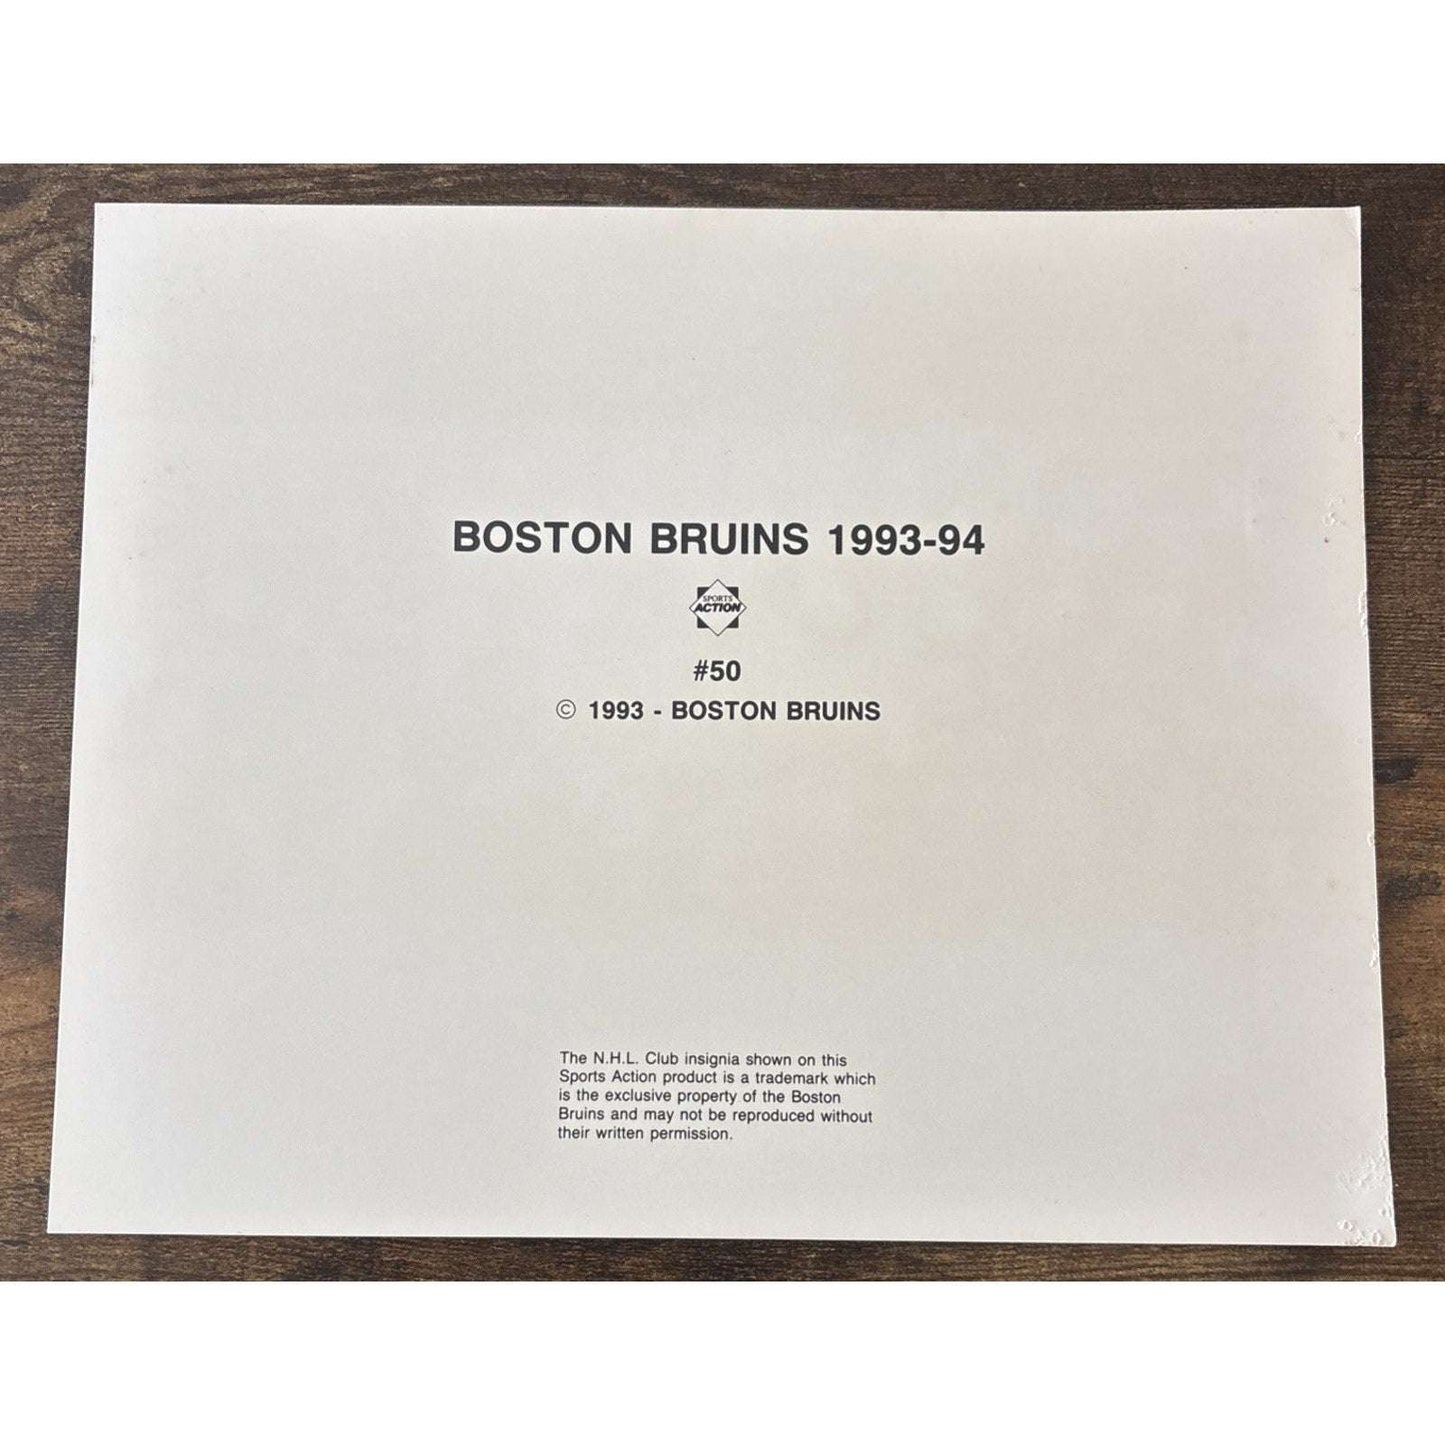 BOSTON BRUINS 1993-94
SPORTS
ACTION
#50
© 1993 - BOSTON BRUINS
The N.H.L. Club insignia shown on this
Sports Action product is a trademark which
is the exclusive property of the Boston
Bruins and may not be reproduced without
their written permission.